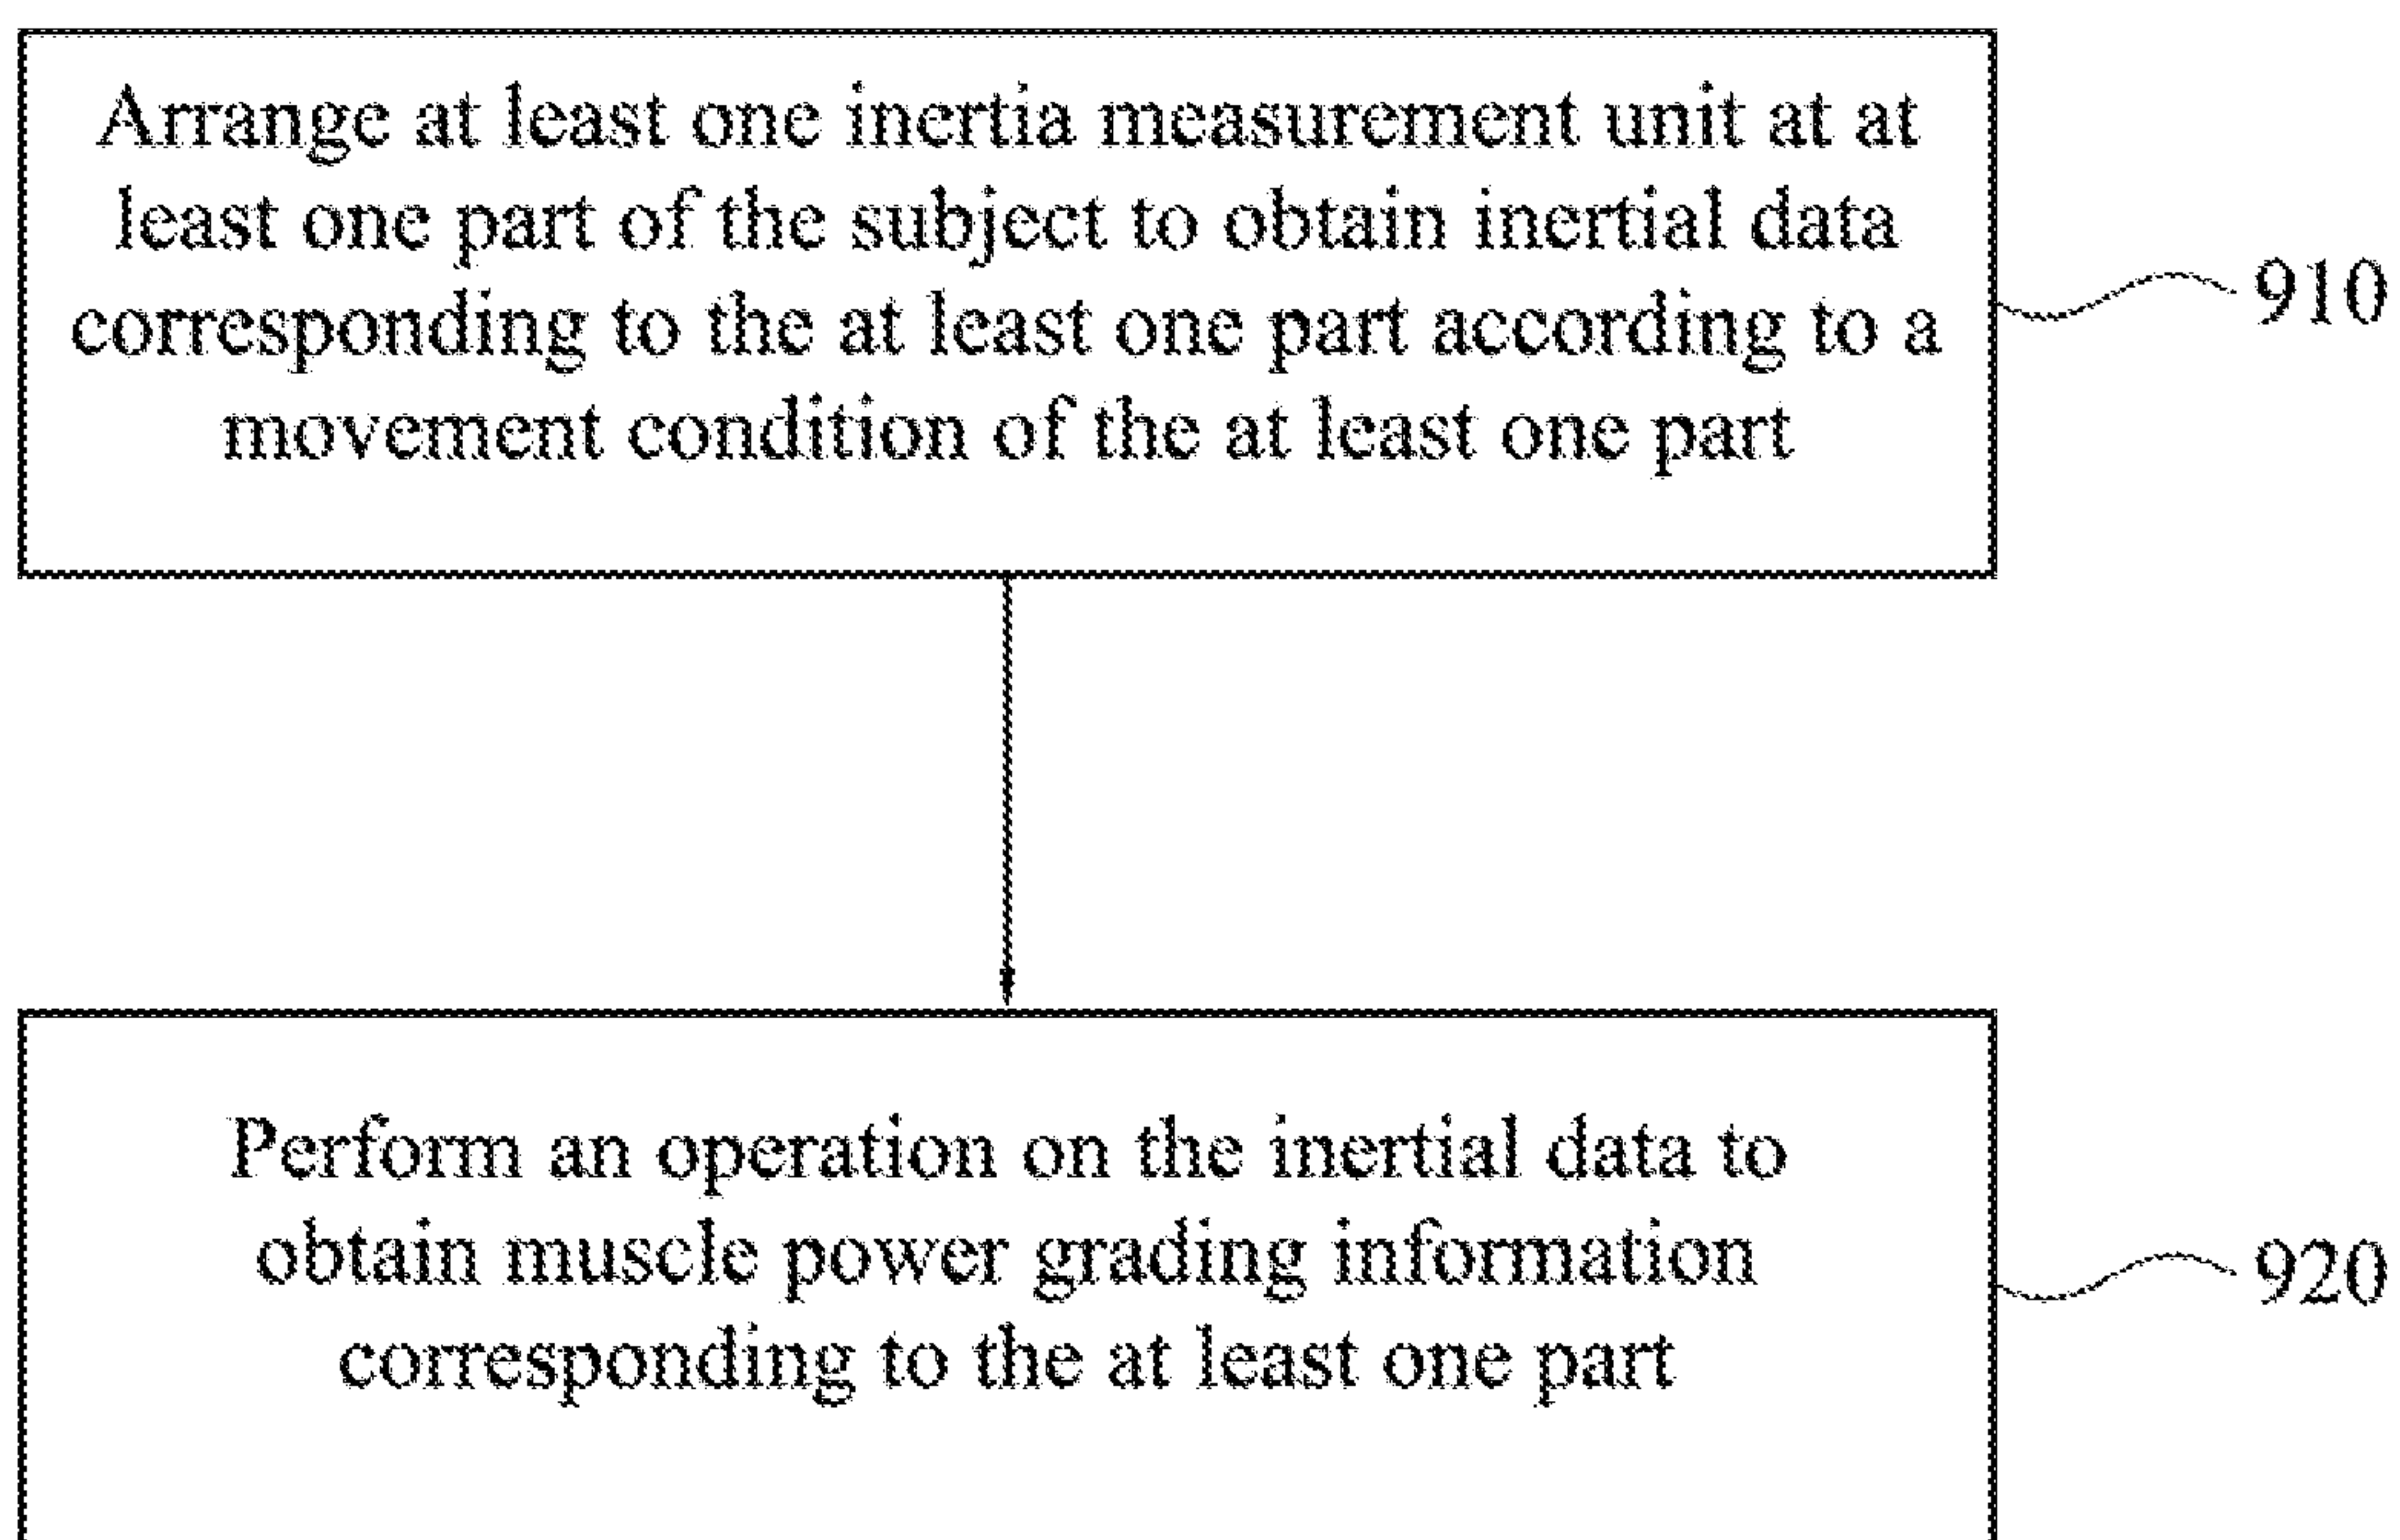 Arrange at least one inertia measurement unit at at
least one part of the subject to obtain inertial data
corresponding to the at least one part according to a
movement condition of the at least one part
910
Perform an operation on the inertial data to
obtain muscle power grading information
corresponding to the at least one part
920